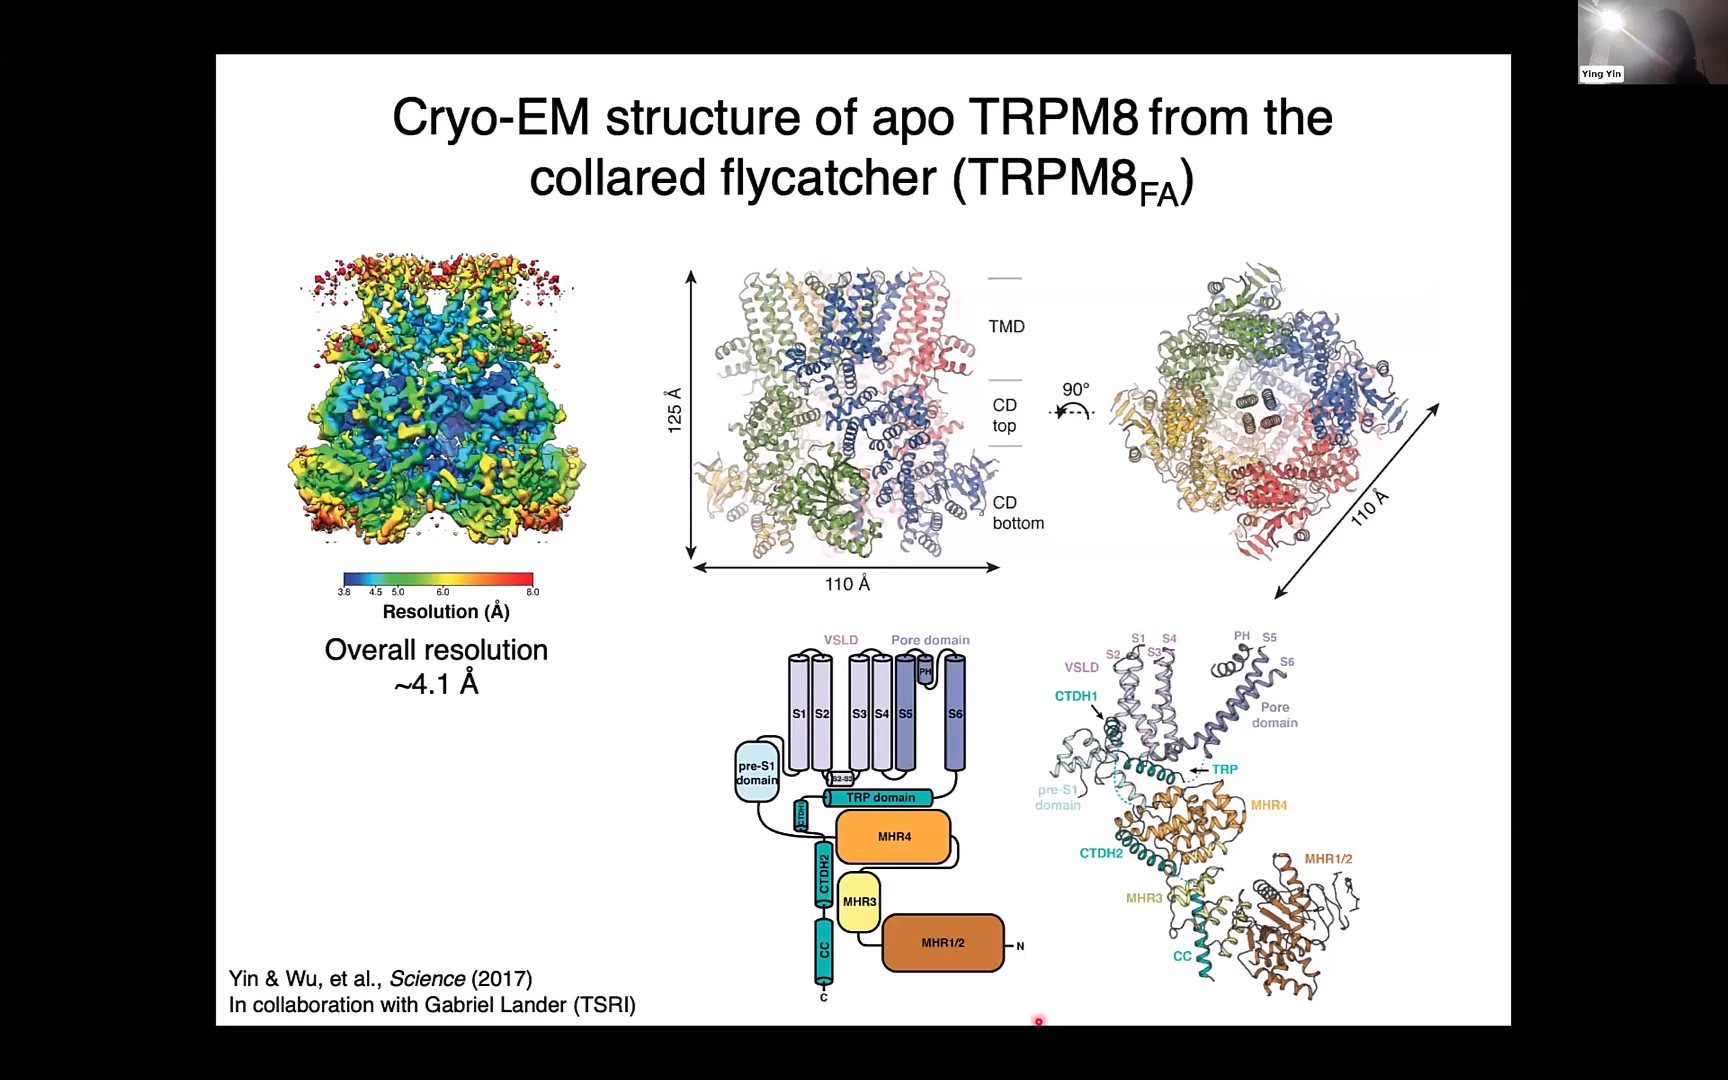 Ying Yin
Cryo-EM structure of apo TRPM8 from the
collared flycatcher (TRPM8FA)
125 Å
110 Å
TMD
CD
top
CD
bottom
90°
110 Å
3.8 4.5 5.0 6.0 8.0
Resolution (Å)
Overall resolution
~4.1 Å
VSLD
Pore domain
S1
S2
S3
S4
S5
PH
S6
pre-S1
domain
S2-S3
TRP domain
CTDH1
MHR4
CTDH2
MHR3
CC
MHR1/2
N
C
S1
S4
S2
S3
PH
S5
S6
VSLD
CTDH1
Pore
domain
TRP
pre-S1
domain
MHR4
CTDH2
MHR1/2
MHR3
CC
Yin & Wu, et al., Science (2017)
In collaboration with Gabriel Lander (TSRI)